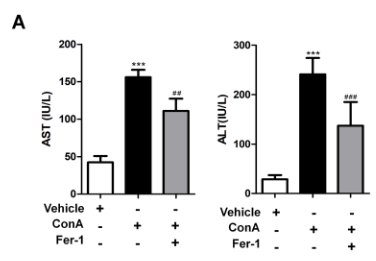 A
AST (IU/L)
200
150
100
50
0
***
##
Vehicle + - -
ConA - + +
Fer-1 - - +
ALT(IU/L)
300
200
100
0
***
###
Vehicle + - -
ConA - + +
Fer-1 - - +